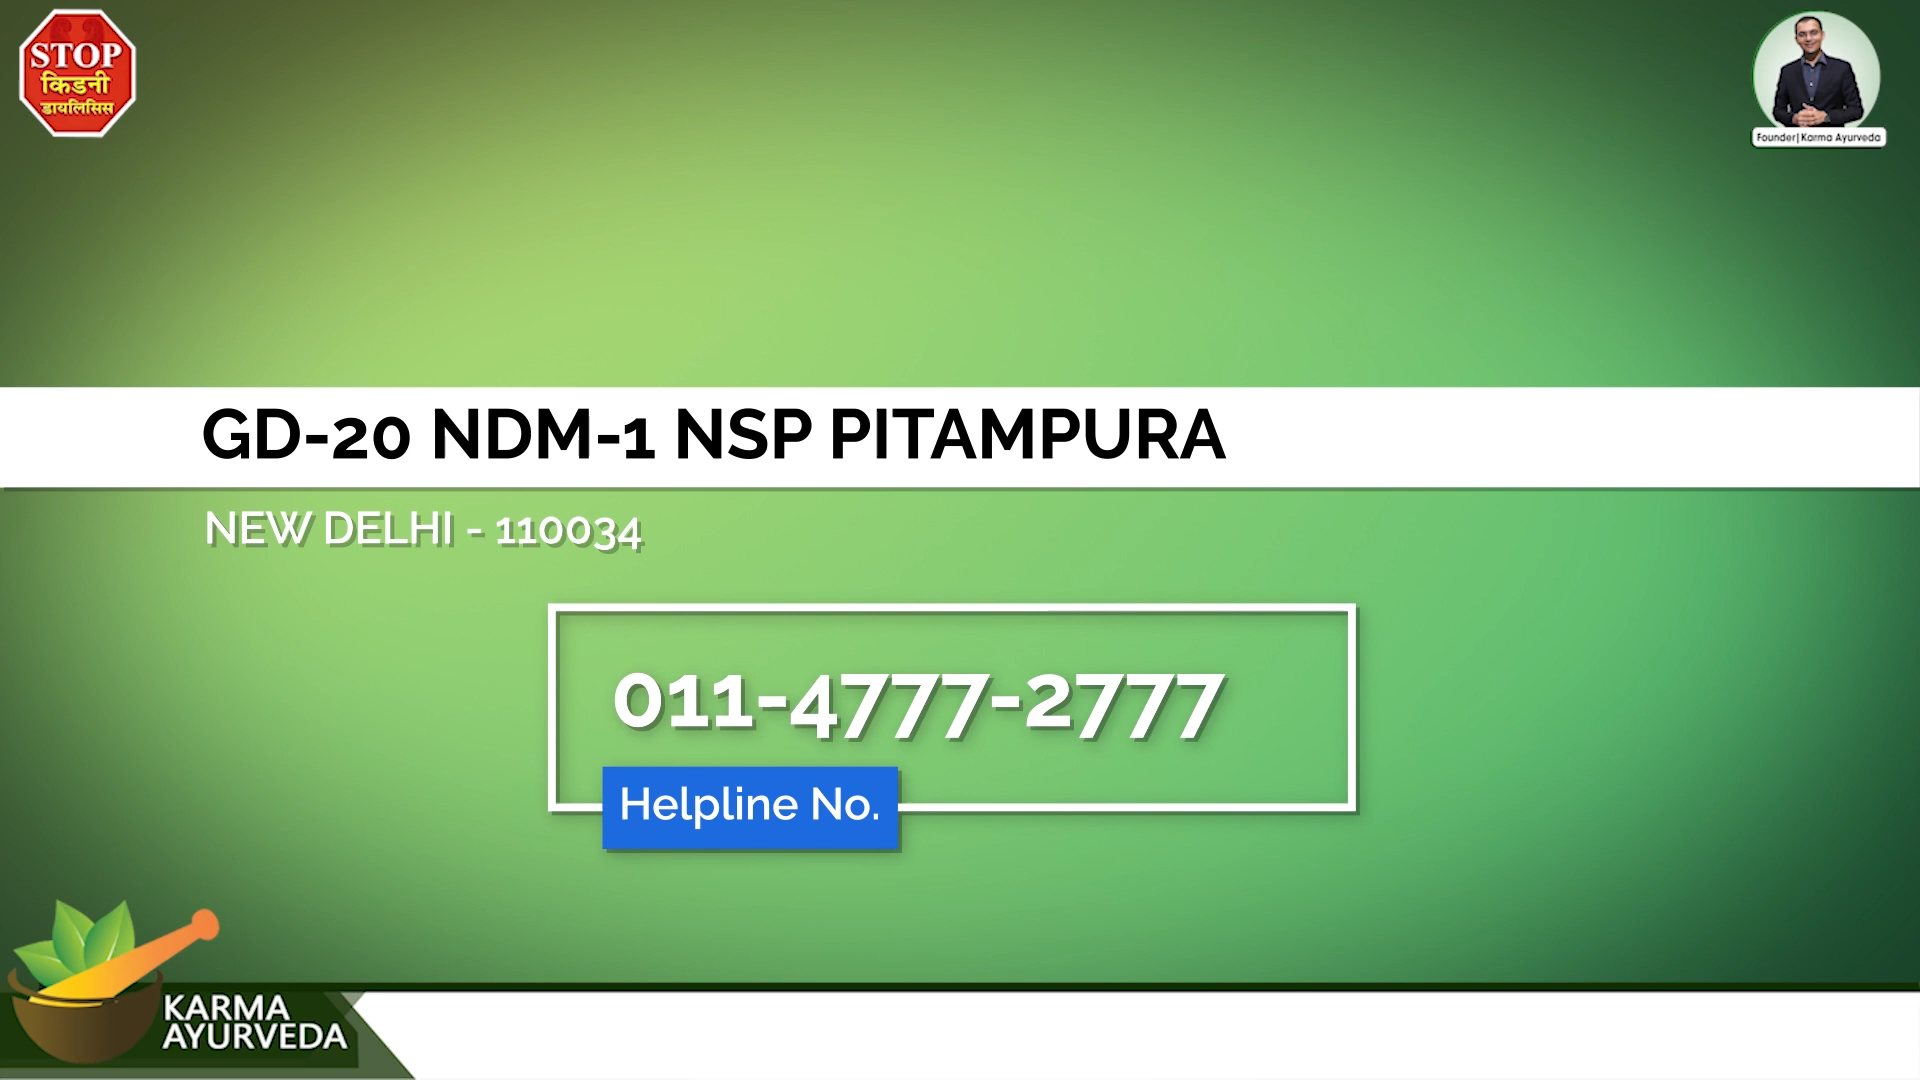 STOP
किडनी
डायलिसिस
Founder|Karma Ayurveda
GD-20 NDM-1 NSP PITAMPURA
NEW DELHI - 110034
011-4777-2777
Helpline No.
KARMA
AYURVEDA